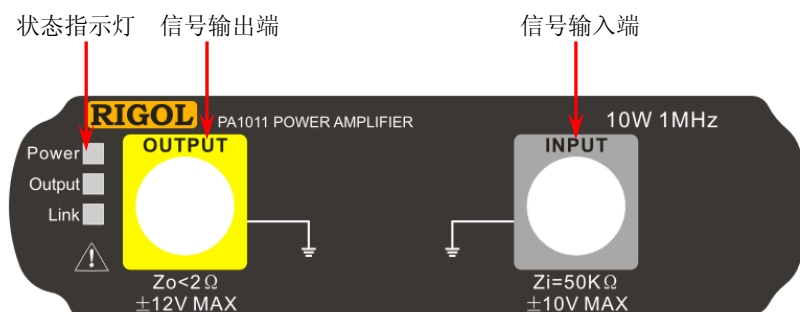 状态指示灯 信号输出端 信号输入端
RIGOL PA1011 POWER AMPLIFIER 10W 1MHz
OUTPUT INPUT
Power
Output
Link
Zo<2Ω Zi=50KΩ
±12V MAX ±10V MAX